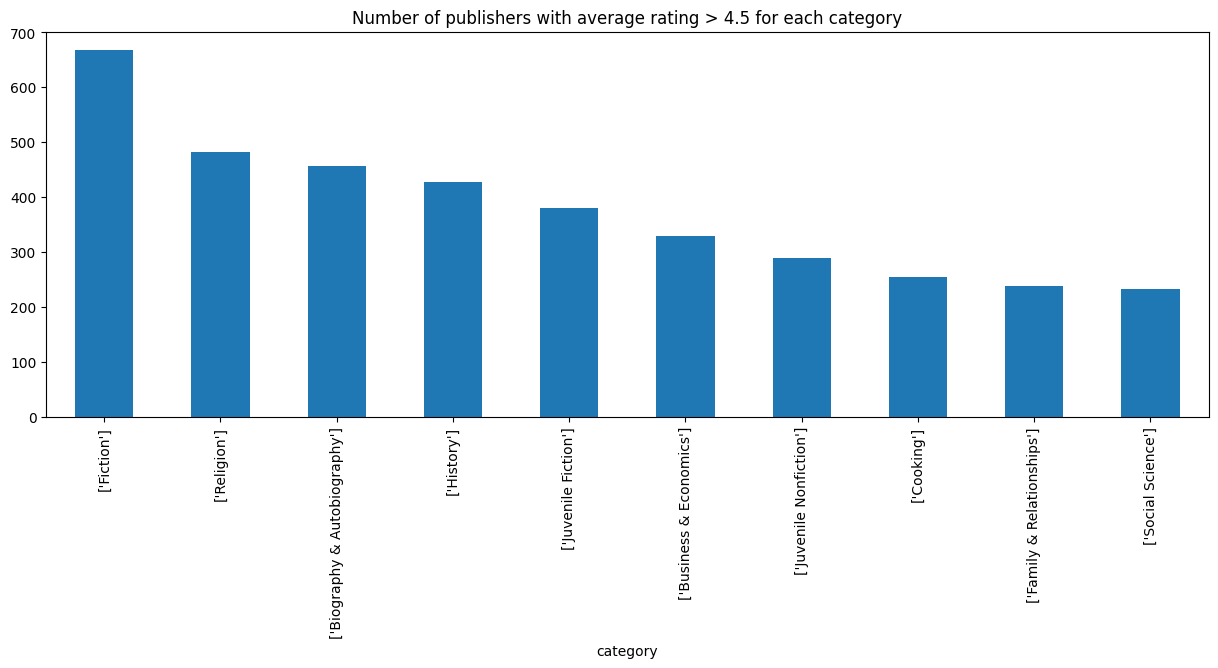 Number of publishers with average rating > 4.5 for each category
700
600
500
400
300
200
100
0
['Fiction']
['Religion']
['Biography & Autobiography']
['History']
['Juvenile Fiction']
['Business & Economics']
['Juvenile Nonfiction']
['Cooking']
['Family & Relationships']
['Social Science']
category